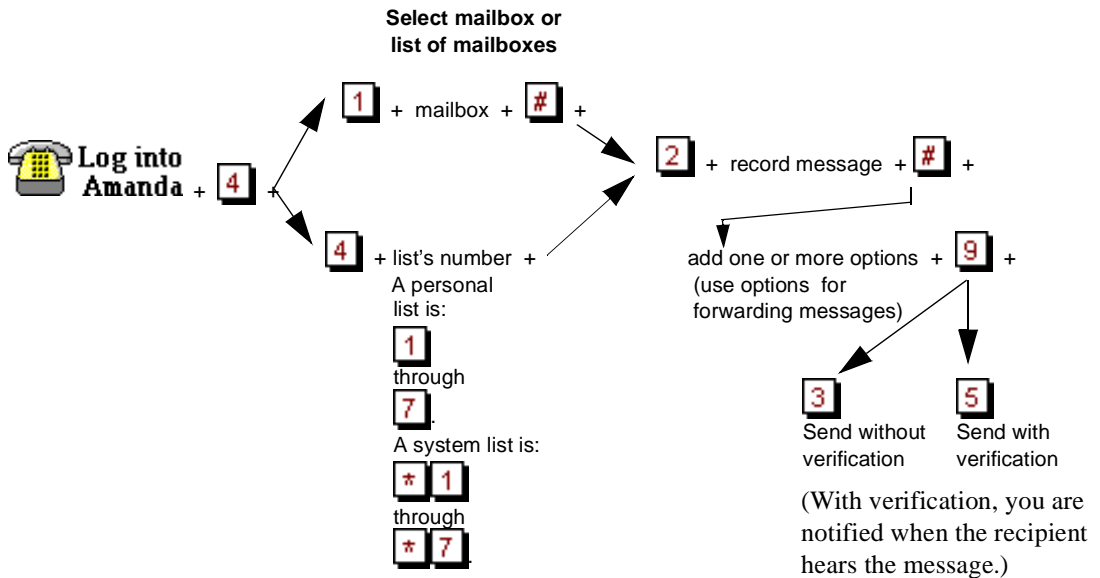 Select mailbox or
list of mailboxes
1 + mailbox + # +
Log into
Amanda + 4 +
4 + list's number +
A personal
list is:
1
through
7.
A system list is:
* 1
through
* 7.
2 + record message + # +
add one or more options + 9 +
(use options for
forwarding messages)
3
Send without
verification
5
Send with
verification
(With verification, you are
notified when the recipient
hears the message.)